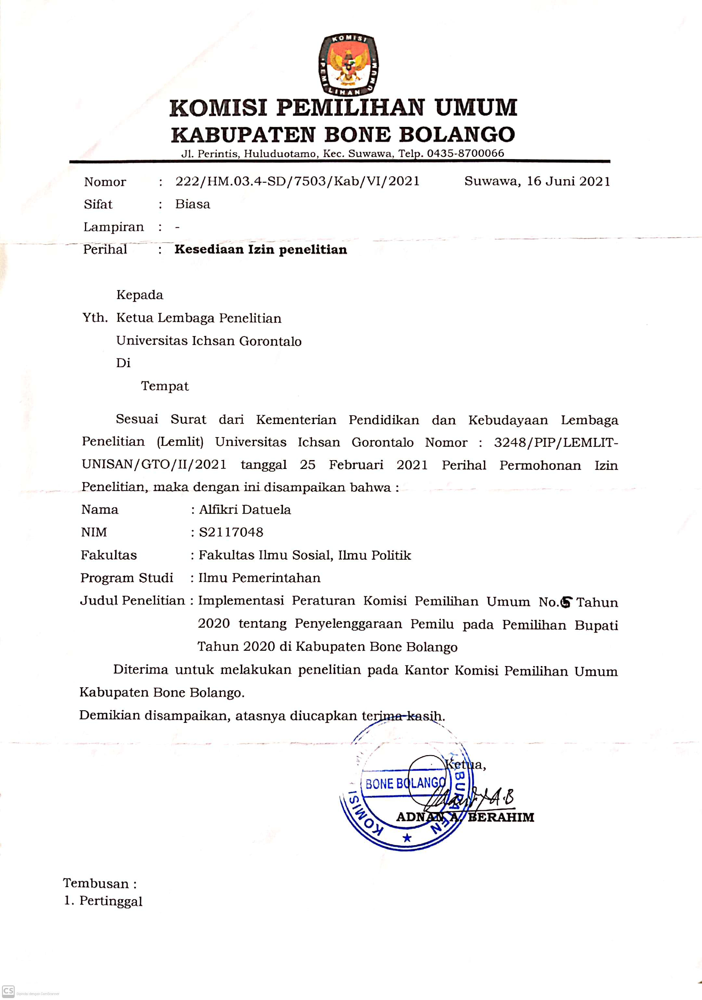 KOMISI PEMILIHAN UMUM
KOMISI PEMILIHAN UMUM
KABUPATEN BONE BOLANGO
Jl. Perintis, Huluduotamo, Kec. Suwawa, Telp. 0435-8700066
Nomor : 222/HM.03.4-SD/7503/Kab/VI/2021 Suwawa, 16 Juni 2021
Sifat : Biasa
Lampiran : -
Perihal : Kesediaan Izin penelitian
Kepada
Yth. Ketua Lembaga Penelitian
Universitas Ichsan Gorontalo
Di
Tempat
Sesuai Surat dari Kementerian Pendidikan dan Kebudayaan Lembaga
Penelitian (Lemlit) Universitas Ichsan Gorontalo Nomor : 3248/PIP/LEMLIT-
UNISAN/GTO/II/2021 tanggal 25 Februari 2021 Perihal Permohonan Izin
Penelitian, maka dengan ini disampaikan bahwa :
Nama : Alfikri Datuela
NIM : S2117048
Fakultas : Fakultas Ilmu Sosial, Ilmu Politik
Program Studi : Ilmu Pemerintahan
Judul Penelitian : Implementasi Peraturan Komisi Pemilihan Umum No.5 Tahun
2020 tentang Penyelenggaraan Pemilu pada Pemilihan Bupati
Tahun 2020 di Kabupaten Bone Bolango
Diterima untuk melakukan penelitian pada Kantor Komisi Pemilihan Umum
Kabupaten Bone Bolango.
Demikian disampaikan, atasnya diucapkan terima kasih.
Ketua,
BONE BOLANGO
KOMISI
KABUPATEN
A.B
ADNAN A. BERAHIM
Tembusan :
1. Pertinggal
CS Dipindai dengan CamScanner